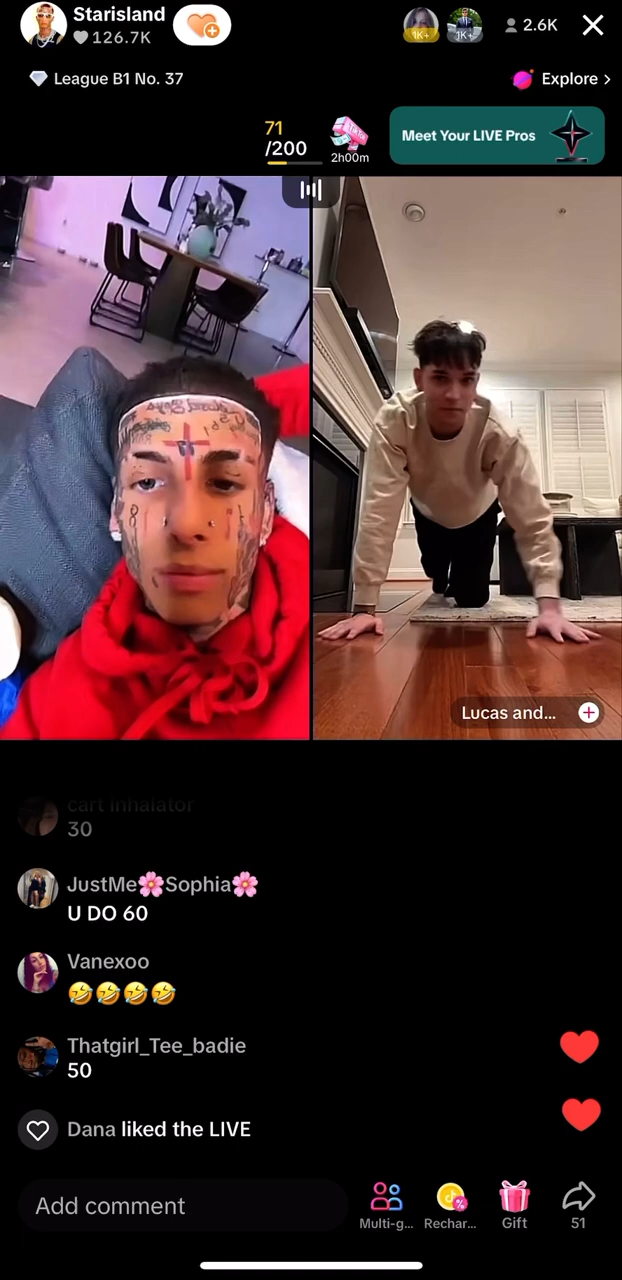 Starisland
126.7K
1K+
1K+
2.6K
League B1 No. 37
Explore >
71
/200
2h00m
Meet Your LIVE Pros
Lucas and...
cart inhalator
30
JustMe🌸Sophia🌸
U DO 60
Vanexoo
🤣🤣🤣🤣
Thatgirl_Tee_badie
50
Dana liked the LIVE
Add comment
Multi-g...
Rechar...
Gift
51